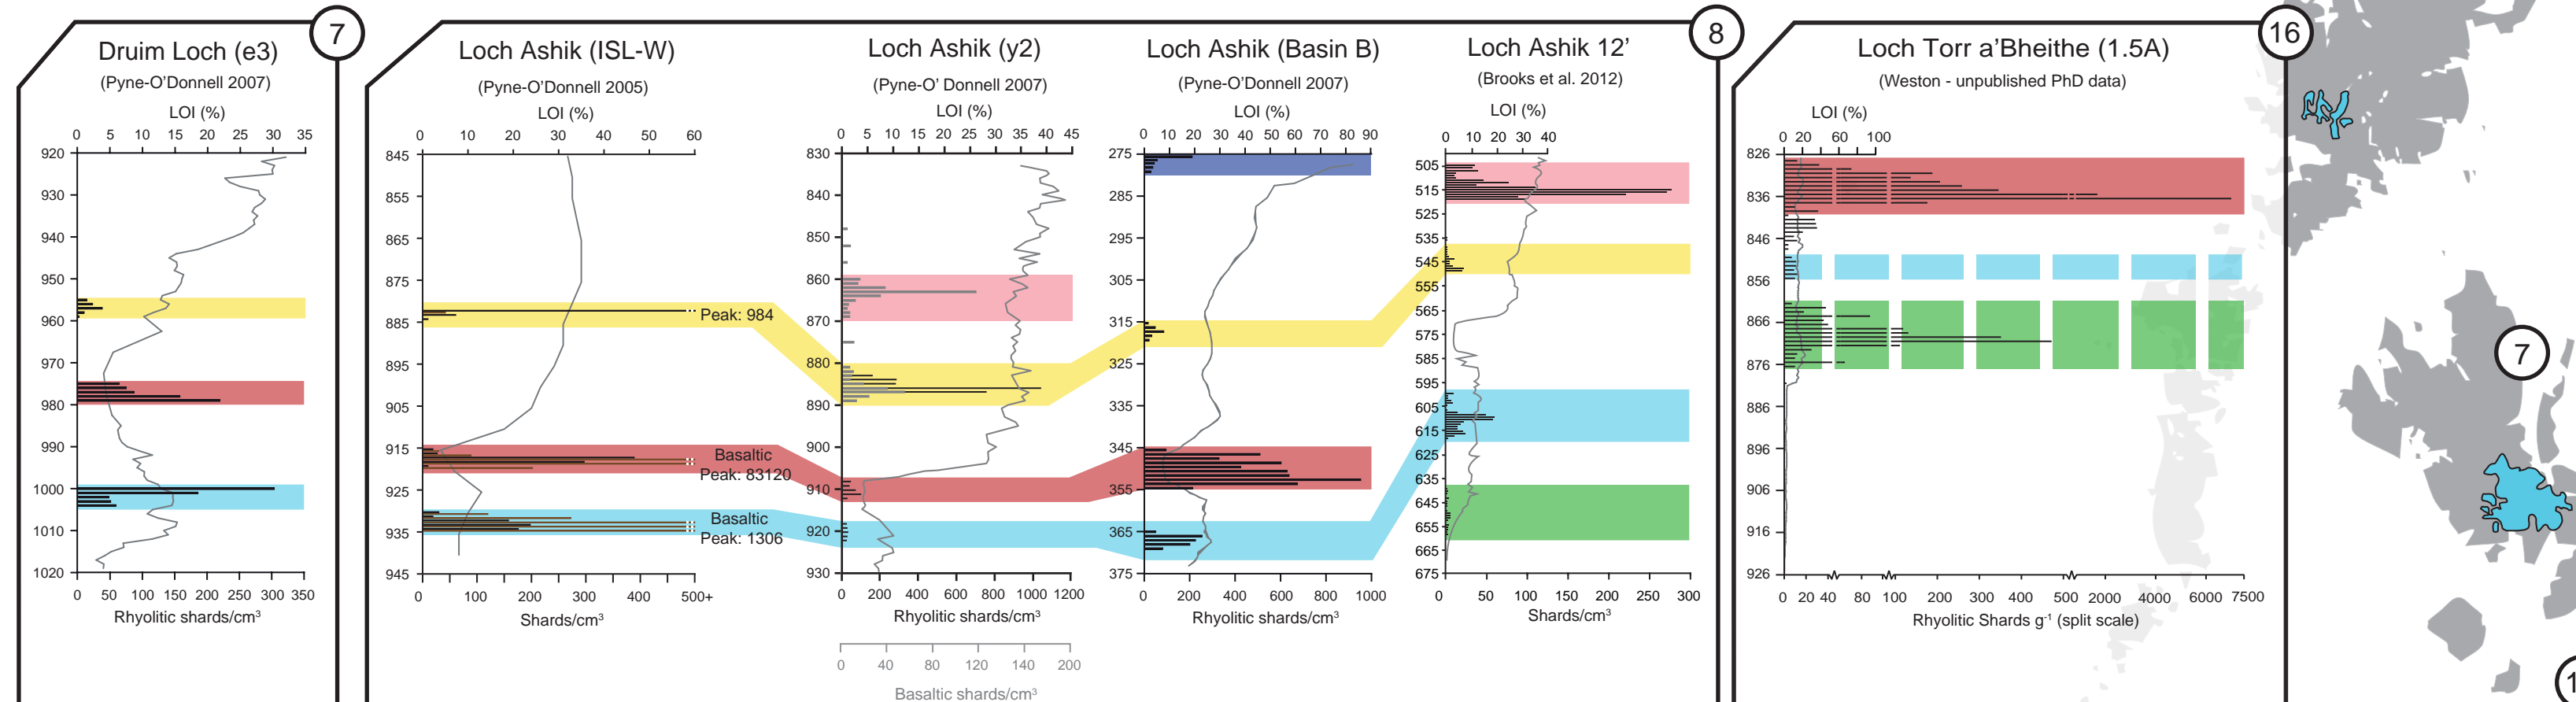 7
Druim Loch (e3)
(Pyne-O'Donnell 2007)
LOI (%)
0 5 10 15 20 25 30 35
920
930
940
950
960
970
980
990
1000
1010
1020
0 50 100 150 200 250 300 350
Rhyolitic shards/cm³
8
Loch Ashik (ISL-W)
(Pyne-O'Donnell 2005)
LOI (%)
0 10 20 30 40 50 60
845
855
865
875
885
895
905
915
925
935
945
Peak: 984
Basaltic
Peak: 83120
Basaltic
Peak: 1306
0 100 200 300 400 500+
Shards/cm³
Loch Ashik (y2)
(Pyne-O' Donnell 2007)
LOI (%)
0 5 10 15 20 25 30 35 40 45
830
840
850
860
870
880
890
900
910
920
930
0 200 400 600 800 1000 1200
Rhyolitic shards/cm³
0 40 80 120 140 200
Basaltic shards/cm³
Loch Ashik (Basin B)
(Pyne-O'Donnell 2007)
LOI (%)
0 10 20 30 40 50 60 70 80 90
275
285
295
305
315
325
335
345
355
365
375
0 200 400 600 800 1000
Rhyolitic shards/cm³
Loch Ashik 12'
(Brooks et al. 2012)
LOI (%)
0 10 20 30 40
505
515
525
535
545
555
565
575
585
595
605
615
625
635
645
655
665
675
0 50 100 150 200 250 300
Shards/cm³
16
Loch Torr a'Bheithe (1.5A)
(Weston - unpublished PhD data)
LOI (%)
0 20 60 100
826
836
846
856
866
876
886
896
906
916
926
0 20 40 80 100 200 300 400 500 2000 4000 6000 7500
Rhyolitic Shards g⁻¹ (split scale)
7